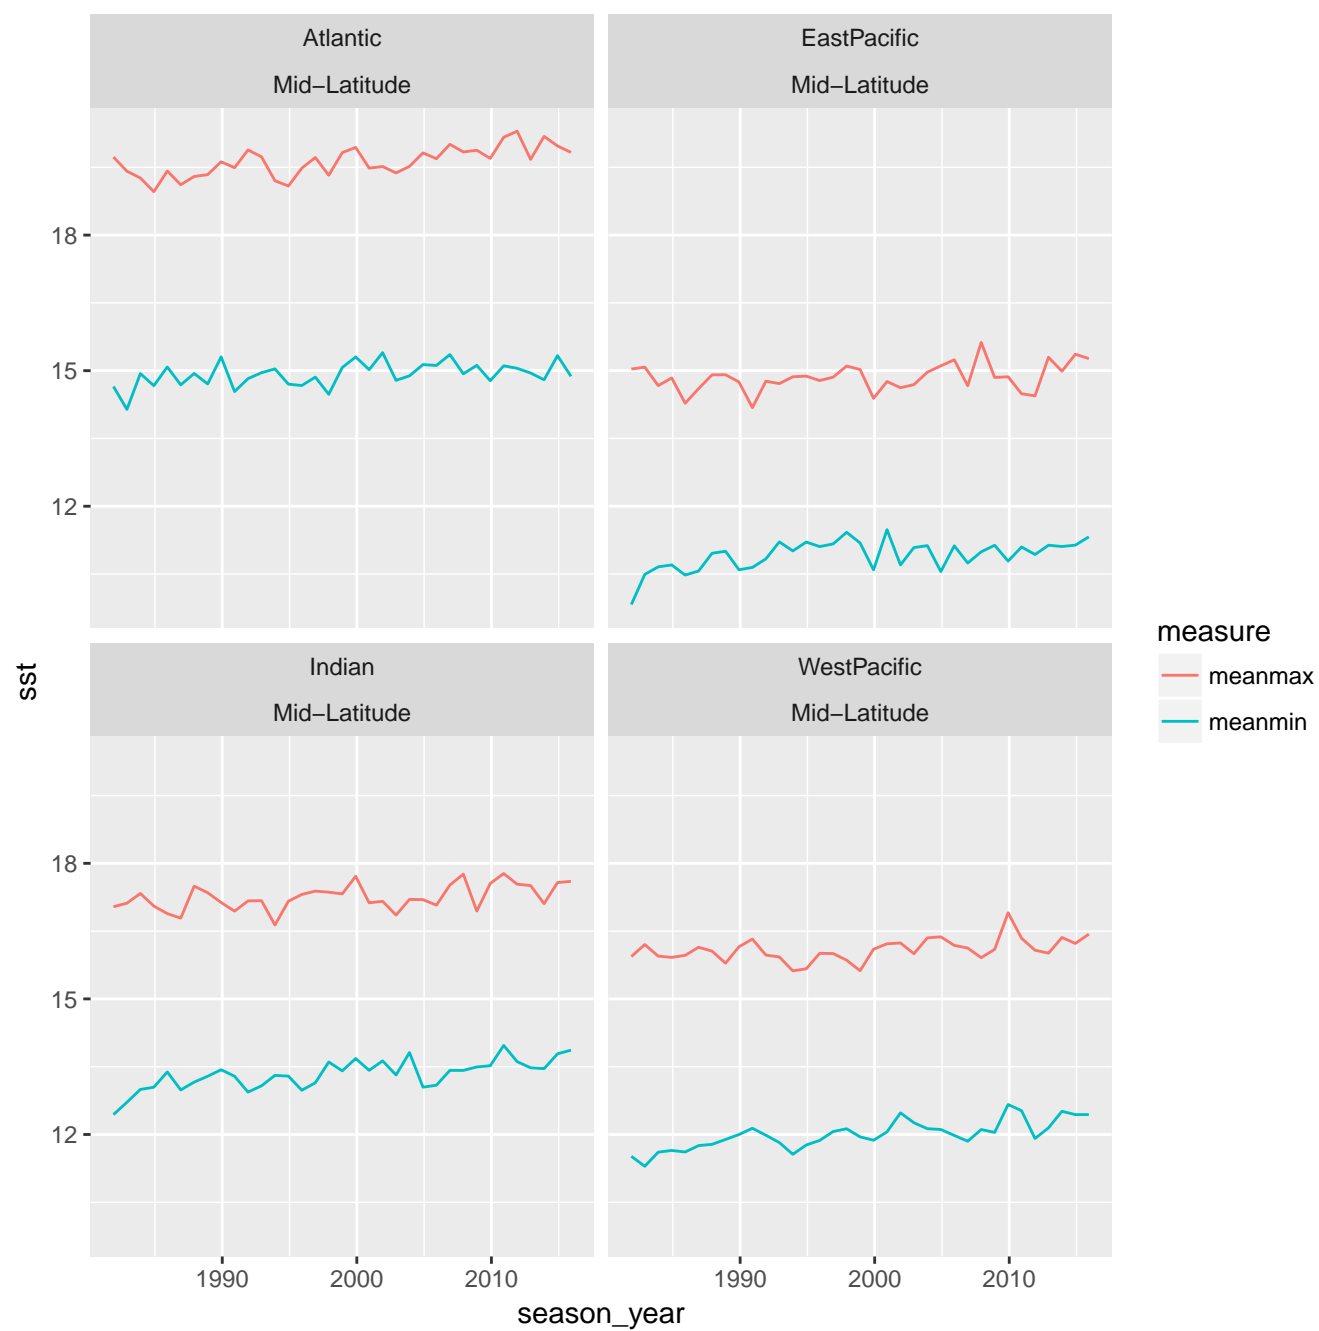 Atlantic
Mid−Latitude
EastPacific
Mid−Latitude
18
15
12
Indian
Mid−Latitude
WestPacific
Mid−Latitude
18
15
12
1990
2000
2010
1990
2000
2010
season_year
sst
measure
meanmax
meanmin